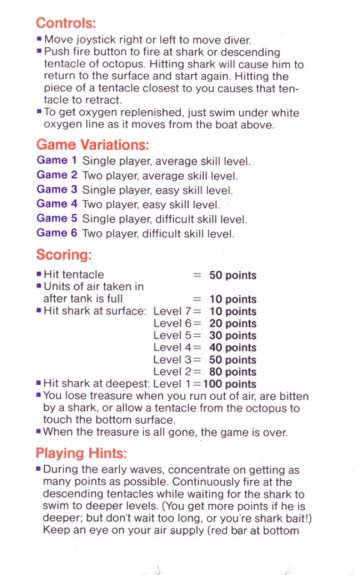 Controls:
▪ Move joystick right or left to move diver.
▪ Push fire button to fire at shark or descending
tentacle of octopus. Hitting shark will cause him to
return to the surface and start again. Hitting the
piece of a tentacle closest to you causes that ten-
tacle to retract.
▪ To get oxygen replenished, just swim under white
oxygen line as it moves from the boat above.
Game Variations:
Game 1 Single player, average skill level.
Game 2 Two player, average skill level.
Game 3 Single player, easy skill level.
Game 4 Two player, easy skill level.
Game 5 Single player, difficult skill level.
Game 6 Two player, difficult skill level.
Scoring:
▪ Hit tentacle = 50 points
▪ Units of air taken in
after tank is full = 10 points
▪ Hit shark at surface: Level 7 = 10 points
Level 6 = 20 points
Level 5 = 30 points
Level 4 = 40 points
Level 3 = 50 points
Level 2 = 80 points
▪ Hit shark at deepest: Level 1 = 100 points
▪ You lose treasure when you run out of air, are bitten
by a shark, or allow a tentacle from the octopus to
touch the bottom surface.
▪ When the treasure is all gone, the game is over.
Playing Hints:
▪ During the early waves, concentrate on getting as
many points as possible. Continuously fire at the
descending tentacles while waiting for the shark to
swim to deeper levels. (You get more points if he is
deeper; but don't wait too long, or you're shark bait!)
Keep an eye on your air supply (red bar at bottom